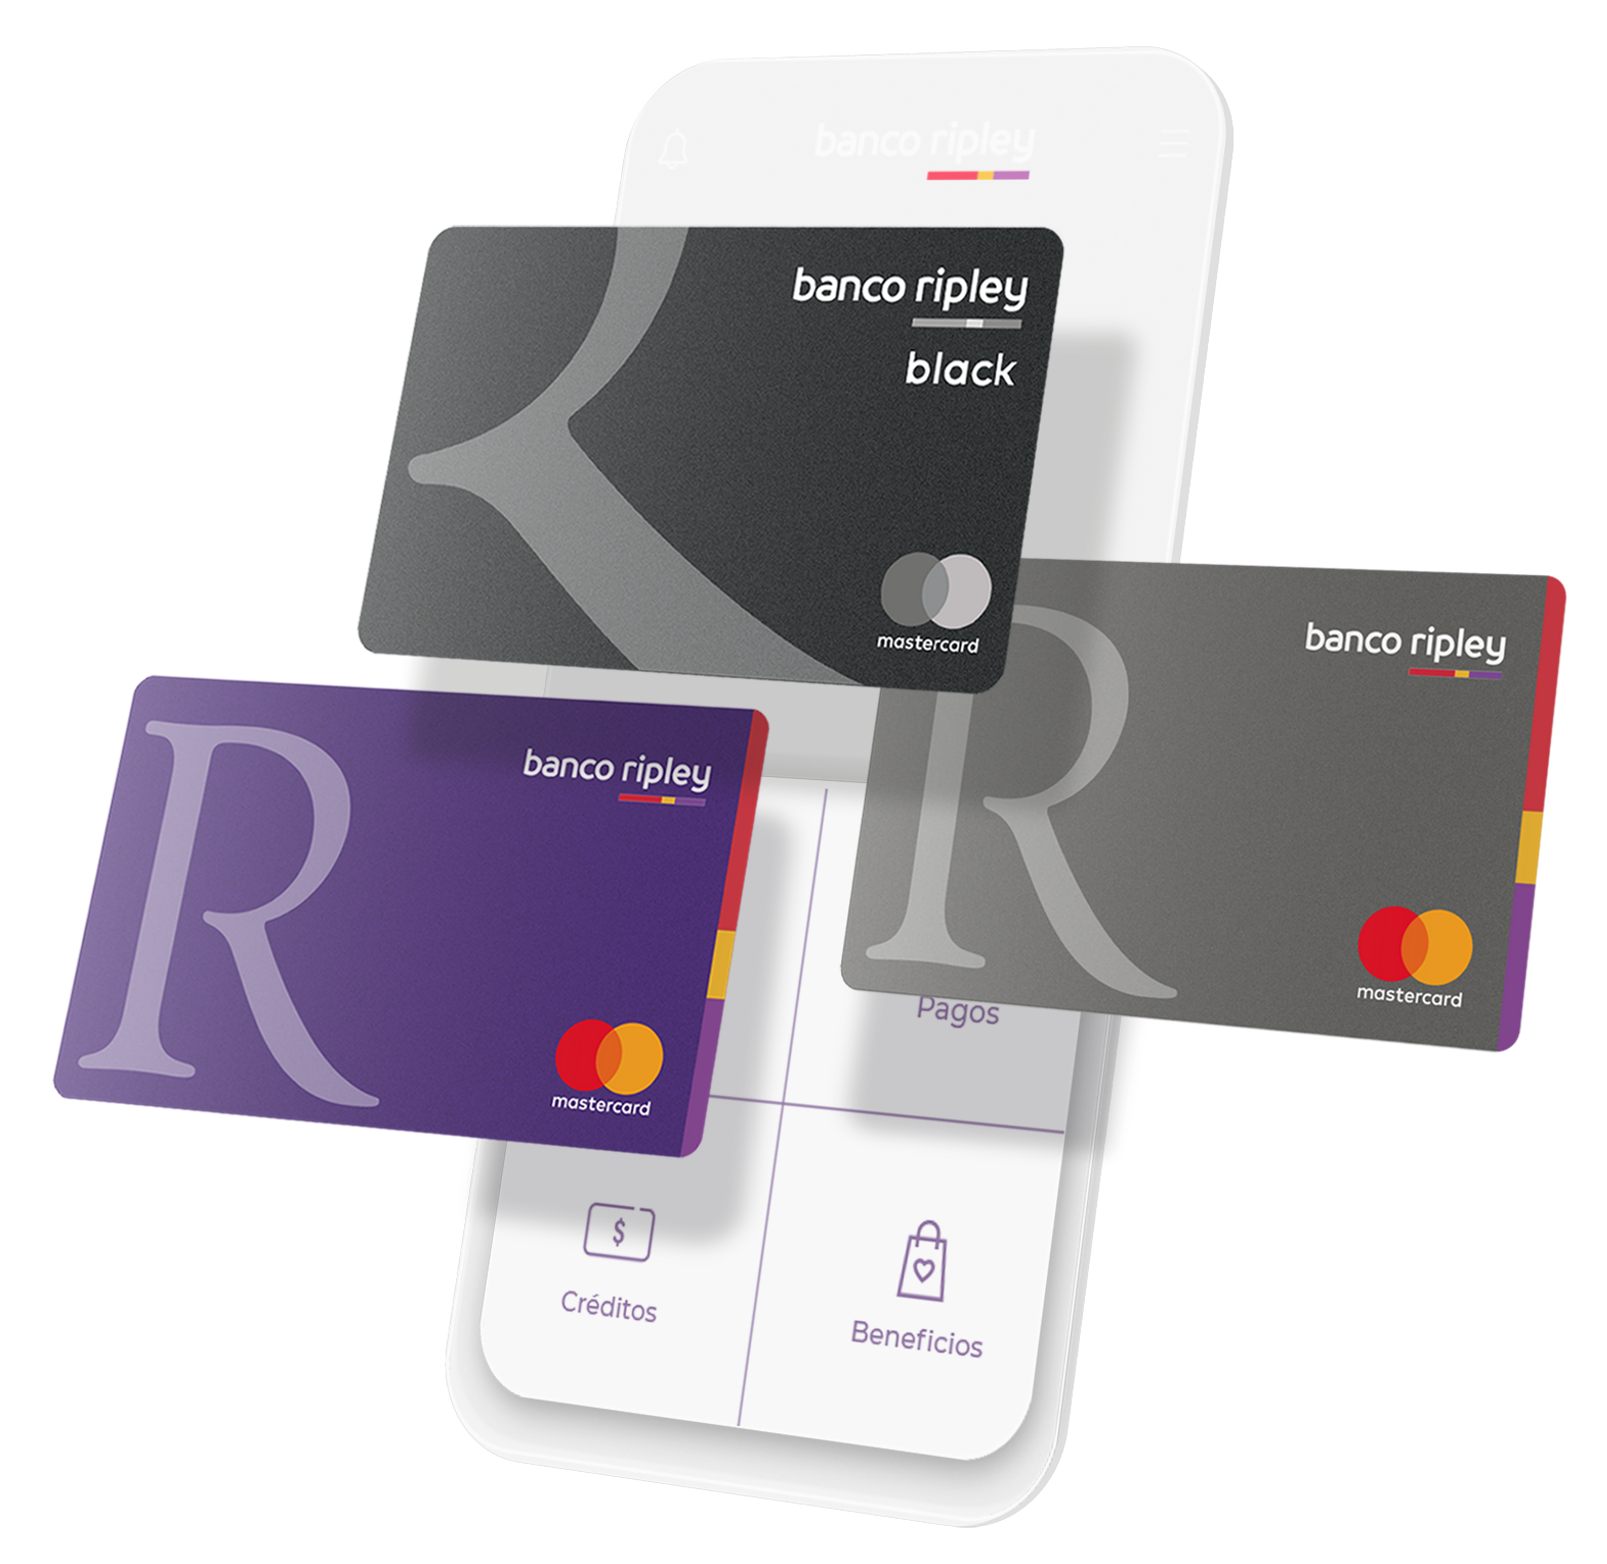 banco ripley
banco ripley
black
mastercard
banco ripley
mastercard
banco ripley
mastercard
Pagos
$
Créditos
Beneficios